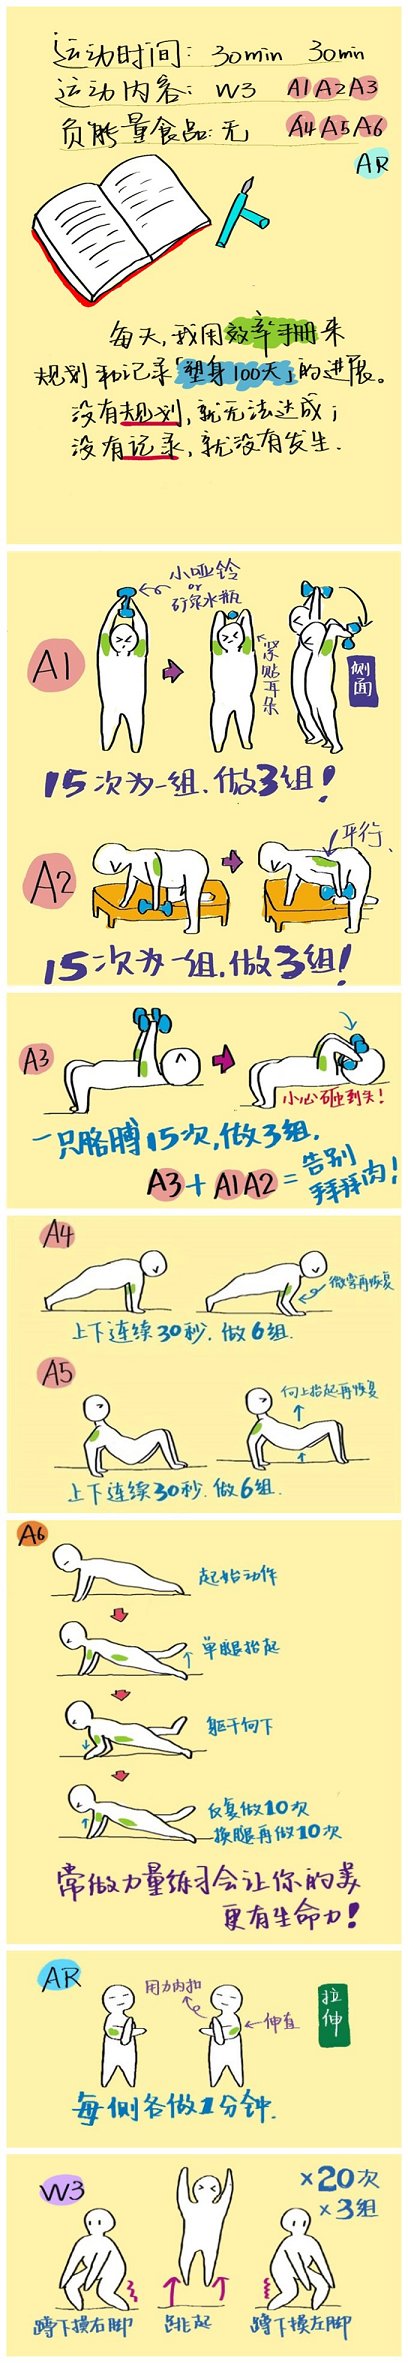 运动时间: 30min 30min
运动内容: W3 A1 A2 A3
负能量食品: 无 A4 A5 A6
AR
每天,我用效率手册来
规划和记录「塑身100天」的进展。
没有规划,就无法达成;
没有记录,就没有发生.
小哑铃
or
矿泉水瓶
A1
紧贴耳朵
侧面
15次为一组.做3组!
平行、
A2
15次为一组.做3组!
A3
小心砸到头!
一只胳膊15次,做3组.
A3+A1A2=告别
拜拜肉!
A4
微弯再恢复
上下连续30秒.做6组.
A5
向上抬起再恢复
上下连续30秒.做6组.
A6
起始动作
单腿抬起
躯干向下
反复做10次
换腿再做10次
常做力量练习会让你的美
更有生命力!
AR
用力内扣
伸直
拉伸
每侧各做1分钟.
W3
×20次
×3组
蹲下摸右脚 跳起 蹲下摸左脚